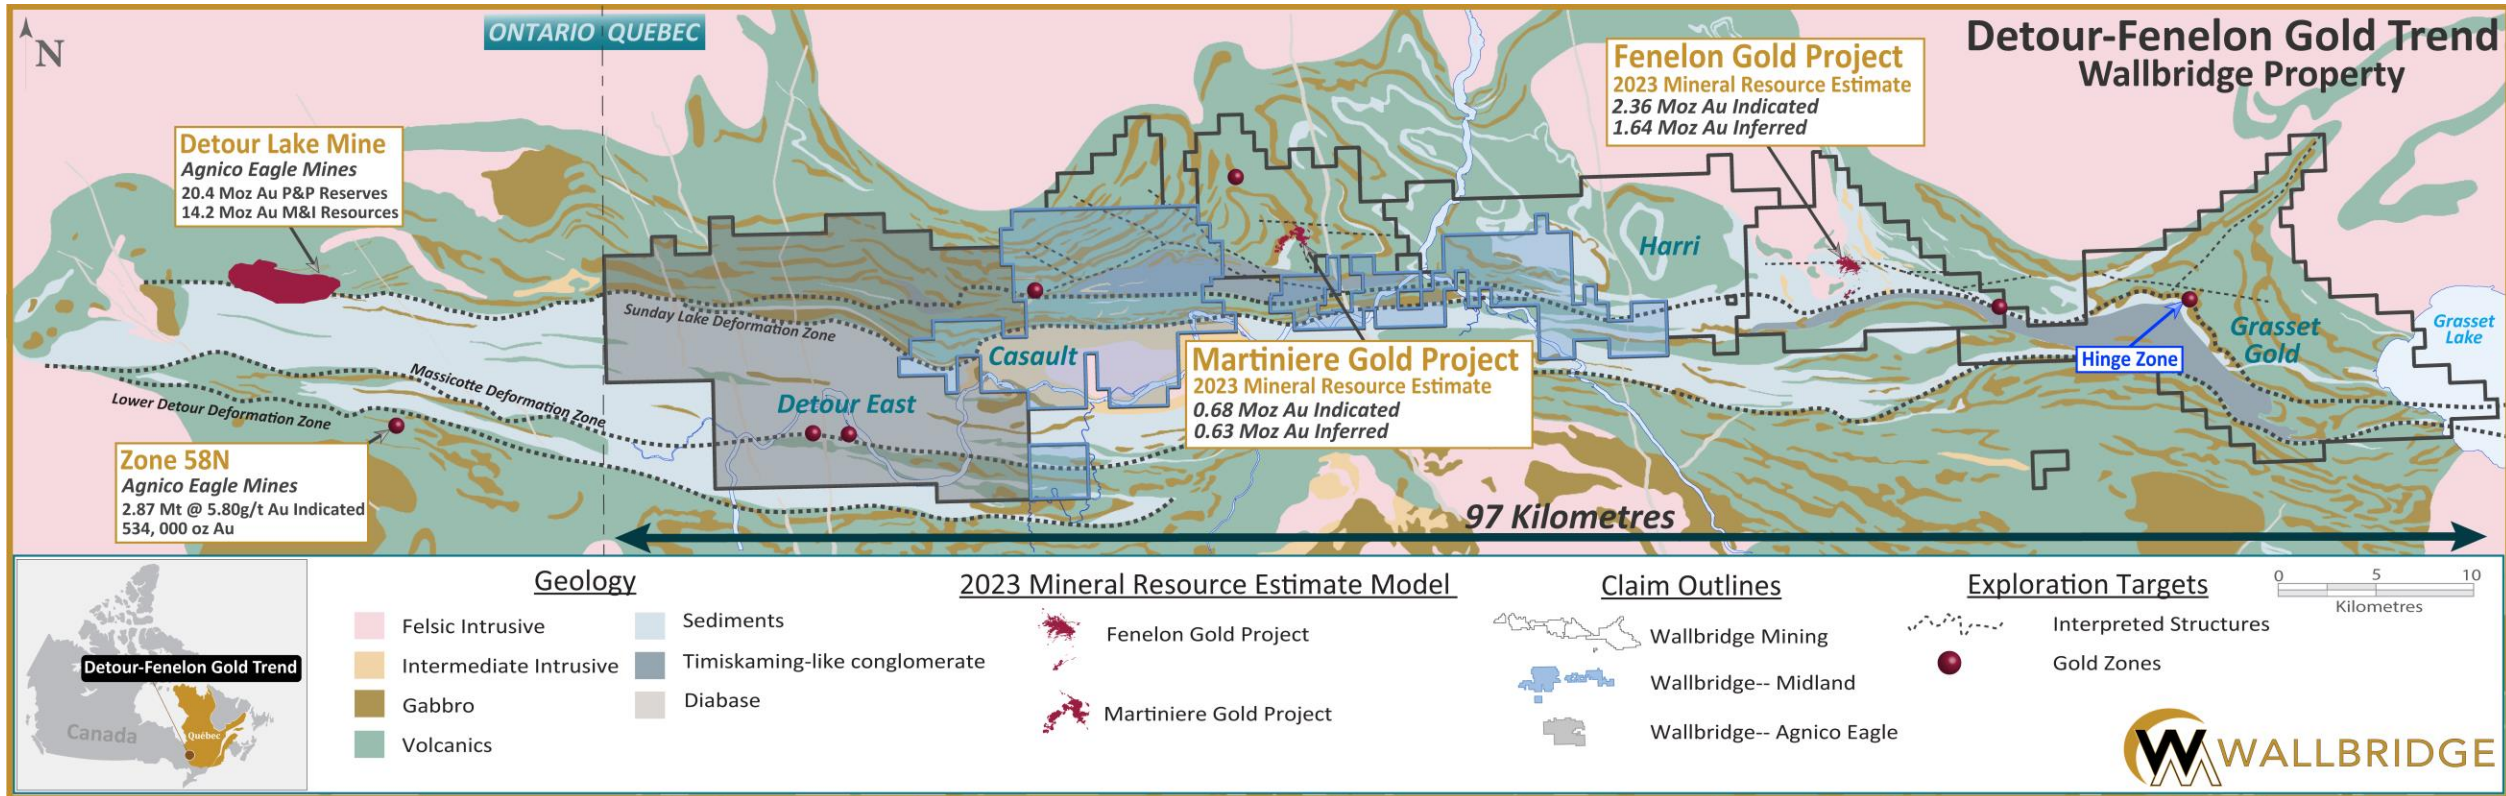 N
ONTARIO QUEBEC
Detour-Fenelon Gold Trend
Wallbridge Property
Fenelon Gold Project
2023 Mineral Resource Estimate
2.36 Moz Au Indicated
1.64 Moz Au Inferred
Detour Lake Mine
Agnico Eagle Mines
20.4 Moz Au P&P Reserves
14.2 Moz Au M&I Resources
Harri
Sunday Lake Deformation Zone
Casault
Martiniere Gold Project
2023 Mineral Resource Estimate
0.68 Moz Au Indicated
0.63 Moz Au Inferred
Hinge Zone
Grasset
Gold
Grasset
Lake
Massicotte Deformation Zone
Lower Detour Deformation Zone
Detour East
Zone 58N
Agnico Eagle Mines
2.87 Mt @ 5.80g/t Au Indicated
534, 000 oz Au
97 Kilometres
Detour-Fenelon Gold Trend
Canada
Québec
Geology
Felsic Intrusive
Intermediate Intrusive
Gabbro
Volcanics
Sediments
Timiskaming-like conglomerate
Diabase
2023 Mineral Resource Estimate Model
Fenelon Gold Project
Martiniere Gold Project
Claim Outlines
Wallbridge Mining
Wallbridge-- Midland
Wallbridge-- Agnico Eagle
Exploration Targets
Interpreted Structures
Gold Zones
0 5 10
Kilometres
WALLBRIDGE